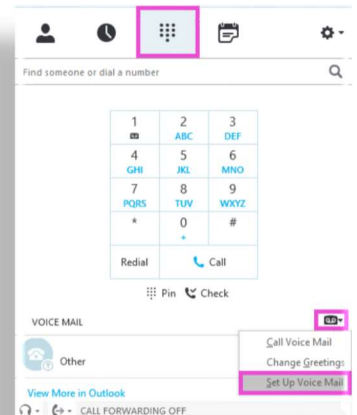 Find someone or dial a number
1 2 3
ABC DEF
4 5 6
GHI JKL MNO
7 8 9
PQRS TUV WXYZ
* 0 #
+
Redial Call
Pin Check
VOICE MAIL
Call Voice Mail
Other Change Greetings
Set Up Voice Mail
View More in Outlook
CALL FORWARDING OFF